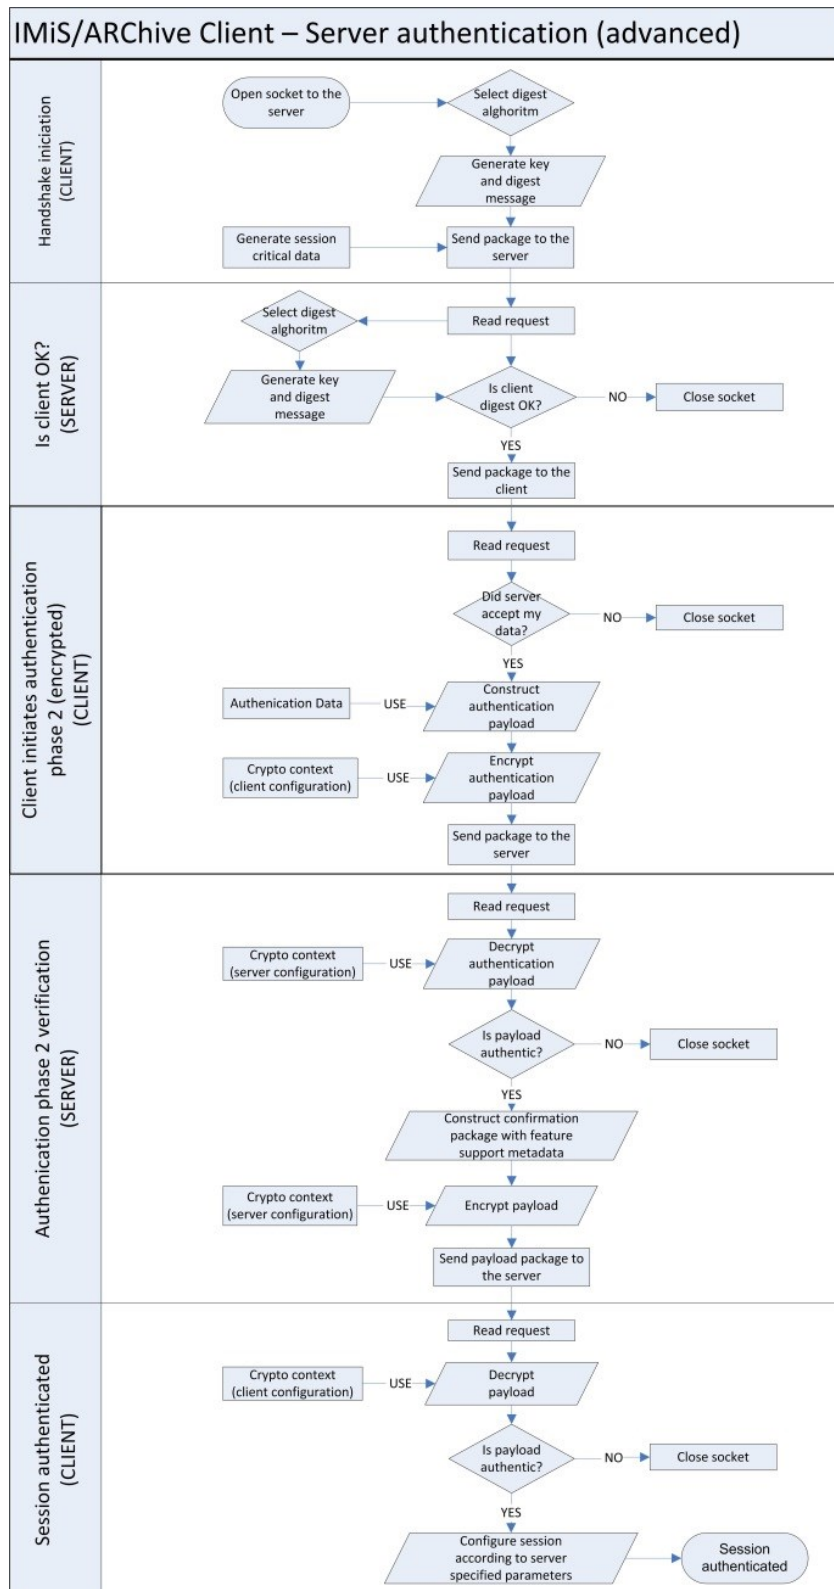 IMiS/ARChive Client – Server authentication (advanced)
Handshake iniciation
(CLIENT)
Open socket to the
server
Select digest
alghoritm
Generate key
and digest
message
Generate session
critical data
Send package to the
server
Is client OK?
(SERVER)
Select digest
alghoritm
Read request
Generate key
and digest
message
Is client
digest OK?
NO
Close socket
YES
Send package to the
client
Client initiates authentication
phase 2 (encrypted)
(CLIENT)
Read request
Did server
accept my
data?
NO
Close socket
YES
Authenication Data
USE
Construct
authentication
payload
Crypto context
(client configuration)
USE
Encrypt
authentication
payload
Send package to the
server
Authenication phase 2 verification
(SERVER)
Read request
Crypto context
(server configuration)
USE
Decrypt
authentication
payload
Is payload
authentic?
NO
Close socket
YES
Construct confirmation
package with feature
support metadata
Crypto context
(server configuration)
USE
Encrypt payload
Send payload package to
the server
Session authenticated
(CLIENT)
Read request
Crypto context
(client configuration)
USE
Decrypt
payload
Is payload
authentic?
NO
Close socket
YES
Configure session
according to server
specified parameters
Session
authenticated